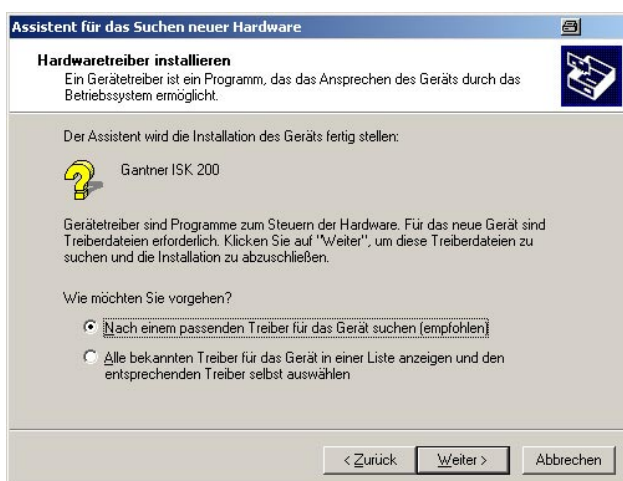 Assistent für das Suchen neuer Hardware
Hardwaretreiber installieren
Ein Gerätetreiber ist ein Programm, das das Ansprechen des Geräts durch das
Betriebssystem ermöglicht.
Der Assistent wird die Installation des Geräts fertig stellen:
Gantner ISK 200
Gerätetreiber sind Programme zum Steuern der Hardware. Für das neue Gerät sind
Treiberdateien erforderlich. Klicken Sie auf "Weiter", um diese Treiberdateien zu
suchen und die Installation zu abzuschließen.
Wie möchten Sie vorgehen?
Nach einem passenden Treiber für das Gerät suchen (empfohlen)
Alle bekannten Treiber für das Gerät in einer Liste anzeigen und den
entsprechenden Treiber selbst auswählen
< Zurück Weiter > Abbrechen